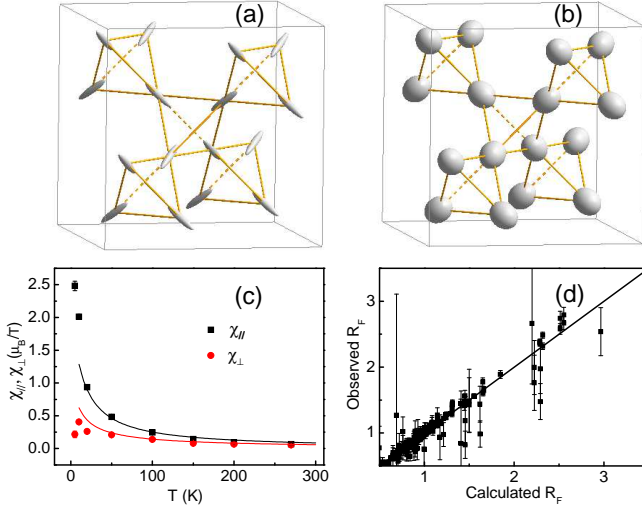 (a)
(b)
(c)
2.5
2.0
1.5
1.0
0.5
0.0
χ//, χ⊥(μB/T)
χ//
χ⊥
0
100
200
300
T (K)
(d)
3
2
1
Observed RF
1
2
3
Calculated RF